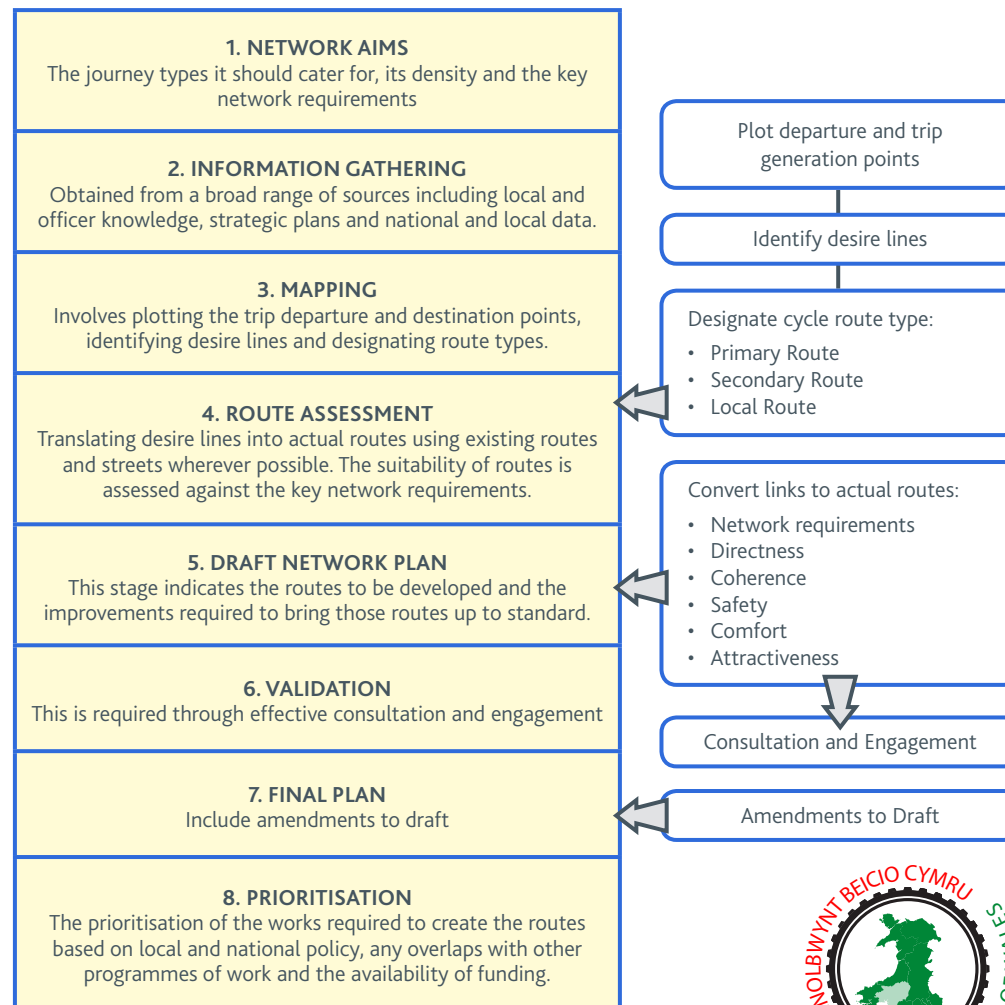 1. NETWORK AIMS
The journey types it should cater for, its density and the key
network requirements
2. INFORMATION GATHERING
Obtained from a broad range of sources including local and
officer knowledge, strategic plans and national and local data.
3. MAPPING
Involves plotting the trip departure and destination points,
identifying desire lines and designating route types.
4. ROUTE ASSESSMENT
Translating desire lines into actual routes using existing routes
and streets wherever possible. The suitability of routes is
assessed against the key network requirements.
5. DRAFT NETWORK PLAN
This stage indicates the routes to be developed and the
improvements required to bring those routes up to standard.
6. VALIDATION
This is required through effective consultation and engagement
7. FINAL PLAN
Include amendments to draft
8. PRIORITISATION
The prioritisation of the works required to create the routes
based on local and national policy, any overlaps with other
programmes of work and the availability of funding.
Plot departure and trip
generation points
Identify desire lines
Designate cycle route type:
• Primary Route
• Secondary Route
• Local Route
Convert links to actual routes:
• Network requirements
• Directness
• Coherence
• Safety
• Comfort
• Attractiveness
Consultation and Engagement
Amendments to Draft
BEICIO CYMRU